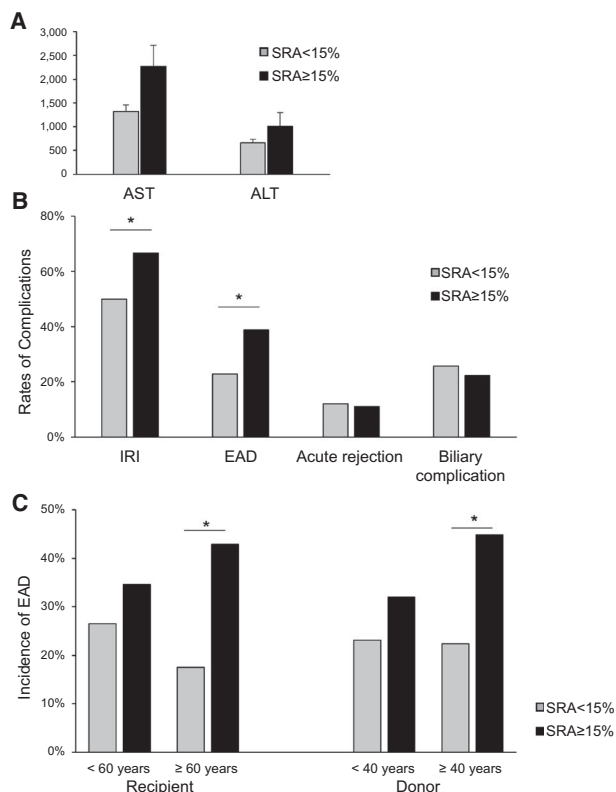 A
3,000
2,500
2,000
1,500
1,000
500
0
SRA<15%
SRA≥15%
AST ALT
B
Rates of Complications
80%
60%
40%
20%
0%
*
*
SRA<15%
SRA≥15%
IRI EAD Acute rejection Biliary
complication
C
Incidence of EAD
50%
40%
30%
20%
10%
0%
*
*
SRA<15%
SRA≥15%
< 60 years ≥ 60 years < 40 years ≥ 40 years
Recipient Donor